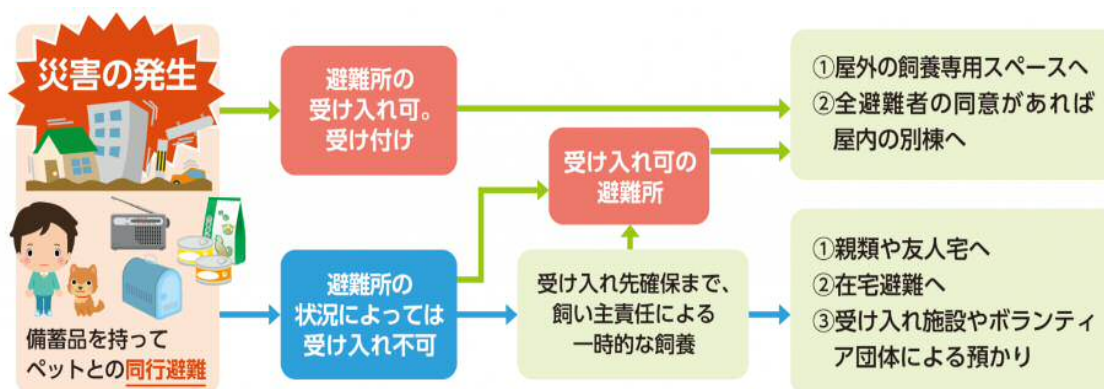 災害の発生
備蓄品を持って
ペットとの同行避難
避難所の
受け入れ可。
受け付け
避難所の
状況によっては
受け入れ不可
受け入れ可の
避難所
受け入れ先確保まで、
飼い主責任による
一時的な飼養
①屋外の飼養専用スペースへ
②全避難者の同意があれば
屋内の別棟へ
①親類や友人宅へ
②在宅避難へ
③受け入れ施設やボランティ
ア団体による預かり